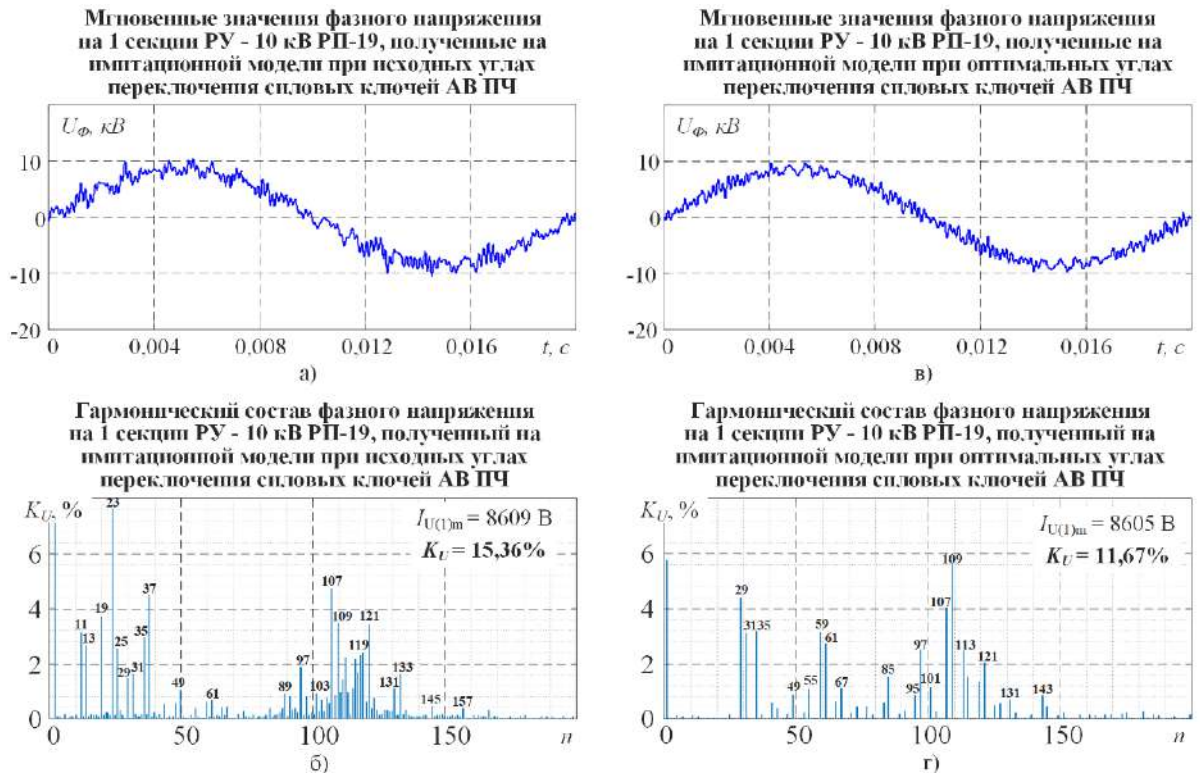 Мгновенные значения фазного напряжения
на 1 секции РУ - 10 кВ РП-19, полученные на
имитационной модели при исходных углах
переключения силовых ключей АВ ПЧ
UФ, кВ
10
0
-10
-20
0 0,004 0,008 0,012 0,016 t, с
а)
Мгновенные значения фазного напряжения
на 1 секции РУ - 10 кВ РП-19, полученные на
имитационной модели при оптимальных углах
переключения силовых ключей АВ ПЧ
UФ, кВ
10
0
-10
-20
0 0,004 0,008 0,012 0,016 t, с
в)
Гармонический состав фазного напряжения
на 1 секции РУ - 10 кВ РП-19, полученный на
имитационной модели при исходных углах
переключения силовых ключей АВ ПЧ
KU, %
23
IU(1)m = 8609 В
KU = 15,36%
6
107
37
4
19
109
121
11
13
35
25
119
2
29
31
97
133
131
49
61
89
103
145
157
0
0 50 100 150 n
б)
Гармонический состав фазного напряжения
на 1 секции РУ - 10 кВ РП-19, полученный на
имитационной модели при оптимальных углах
переключения силовых ключей АВ ПЧ
KU, %
IU(1)m = 8605 В
KU = 11,67%
6
109
29
107
4
31 35
59
61
97
113
2
121
85
49
55
67
95
101
131
143
0
0 50 100 150 n
г)